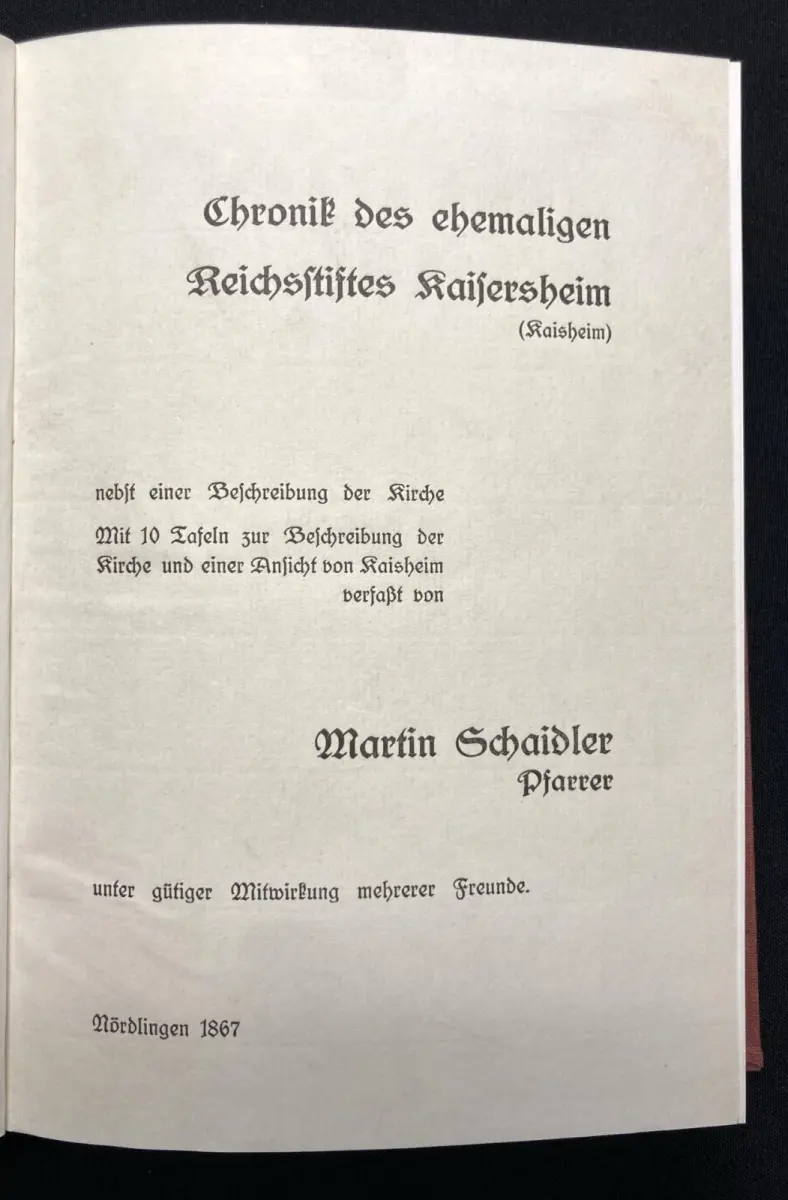 Chronik des ehemaligen
Reichsstiftes Kaisersheim
(Kaisheim)
nebst einer Beschreibung der Kirche
Mit 10 Tafeln zur Beschreibung der
Kirche und einer Ansicht von Kaisheim
verfaßt von
Martin Schaidler
Pfarrer
unter gütiger Mitwirkung mehrerer Freunde.
Nördlingen 1867